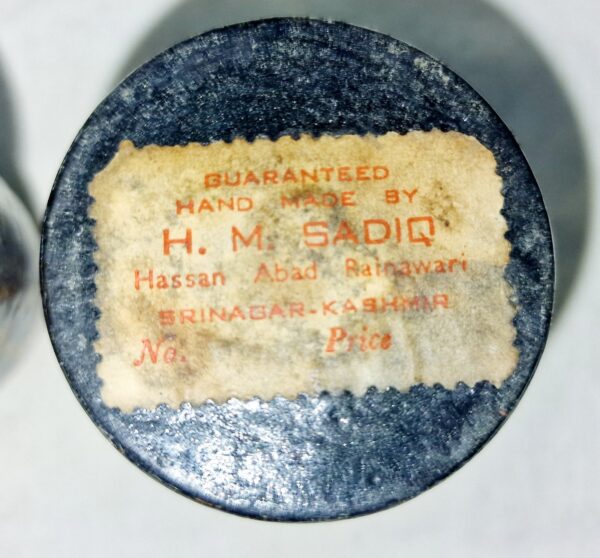 GUARANTEED
HAND MADE BY
H. M. SADIQ
Hassan Abad Rainawari
SRINAGAR-KASHMIR
No. Price